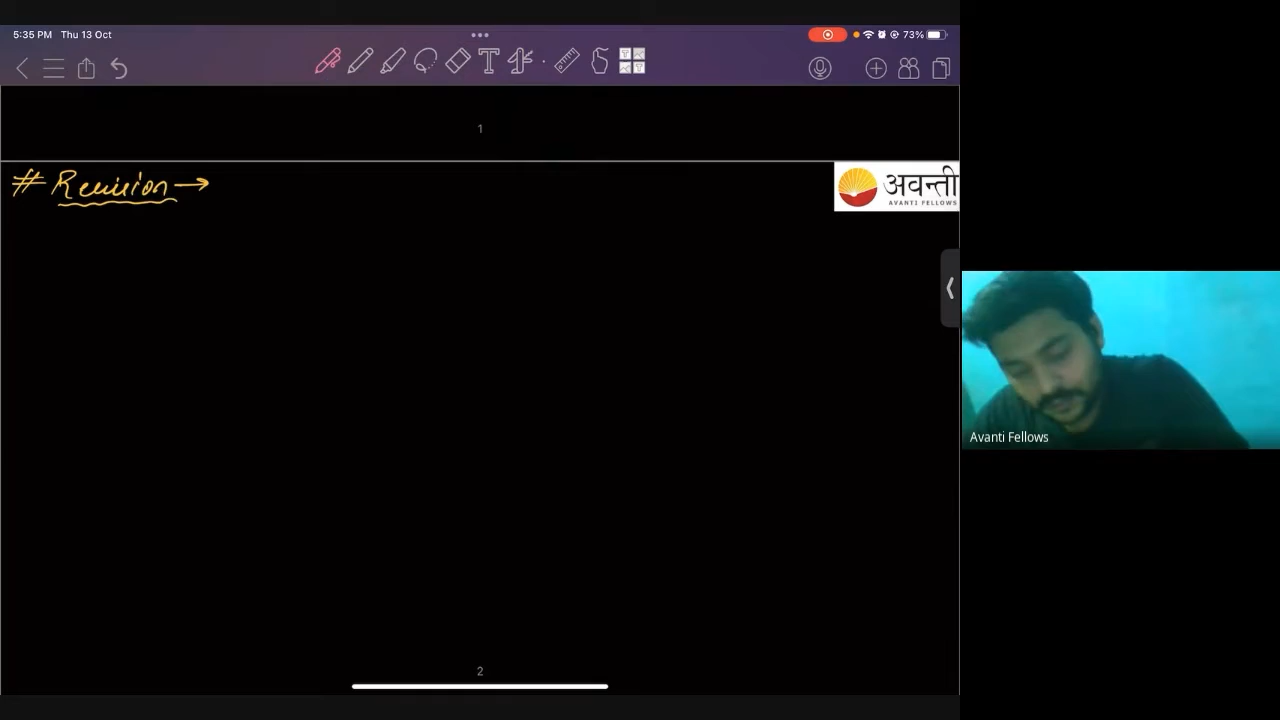 5:35 PM Thu 13 Oct
73%
1
# Revision →
अवन्ती
AVANTI FELLOWS
Avanti Fellows
2